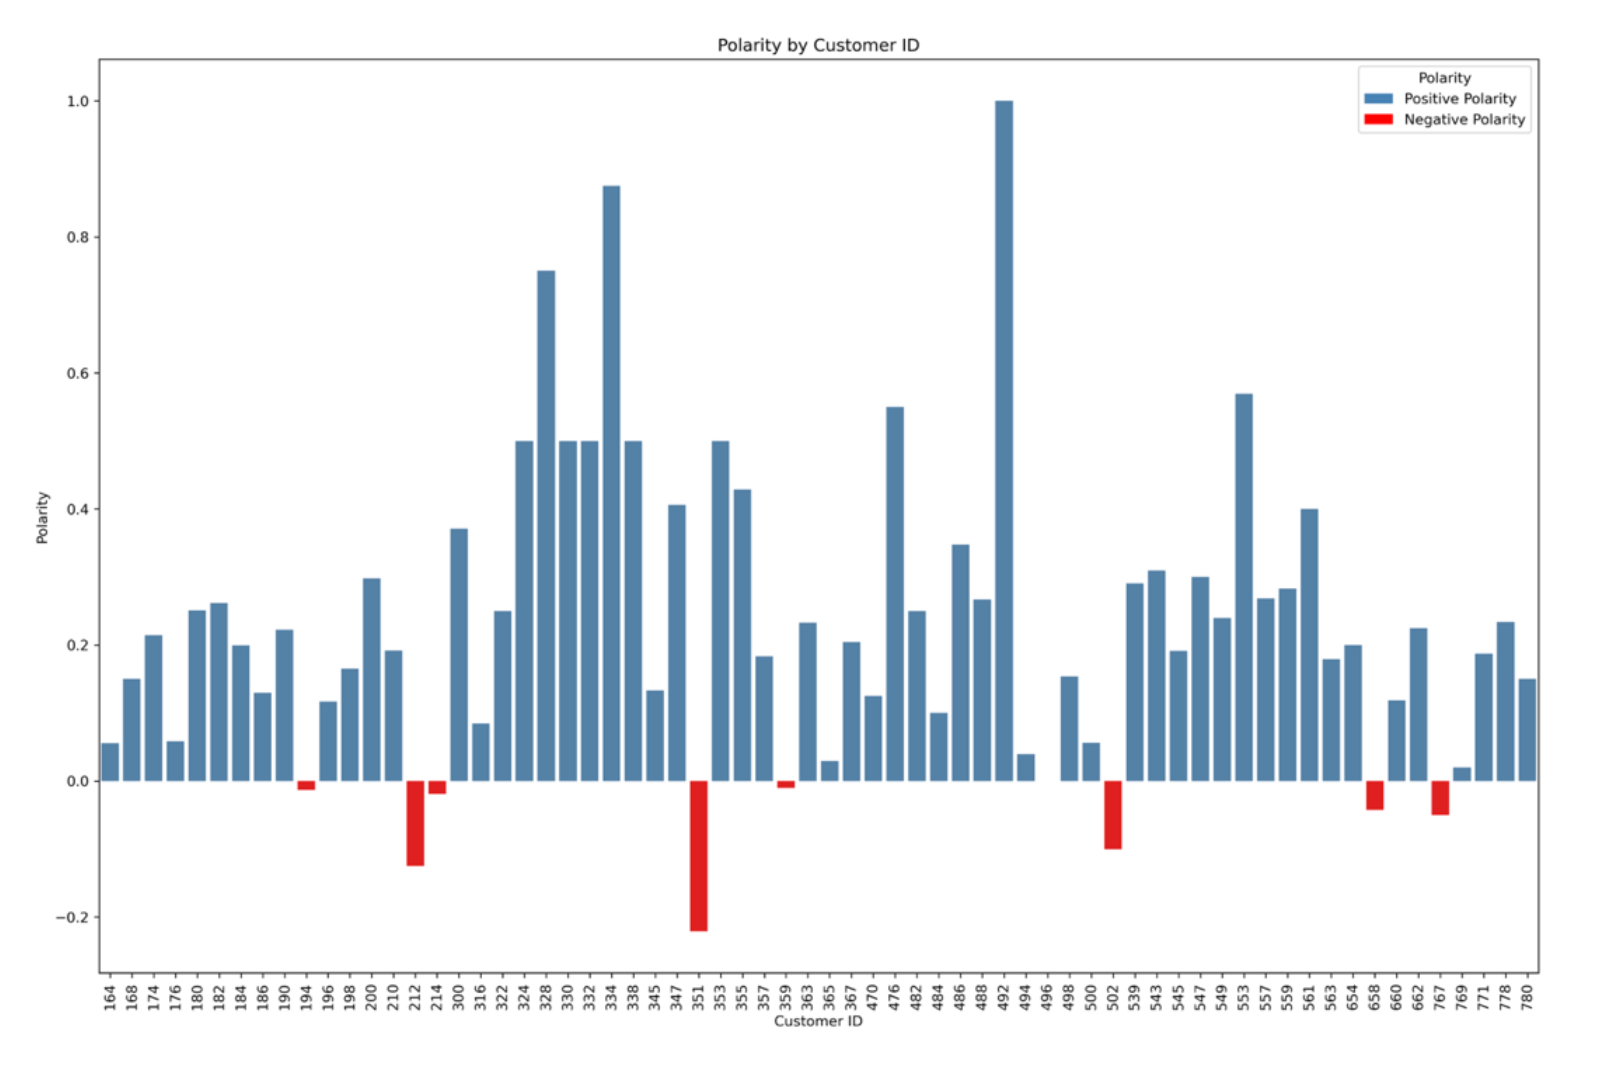 Polarity by Customer ID
Polarity
Positive Polarity
Negative Polarity
1.0
0.8
0.6
0.4
0.2
0.0
−0.2
Polarity
164 168 174 176 180 182 184 186 190 194 196 198 200 210 212 214 300 316 322 324 328 330 332 334 338 345 347 351 353 355 357 359 363 365 367 470 476 482 484 486 488 492 494 496 498 500 502 539 543 545 547 549 553 557 559 561 563 654 658 660 662 767 769 771 778 780
Customer ID